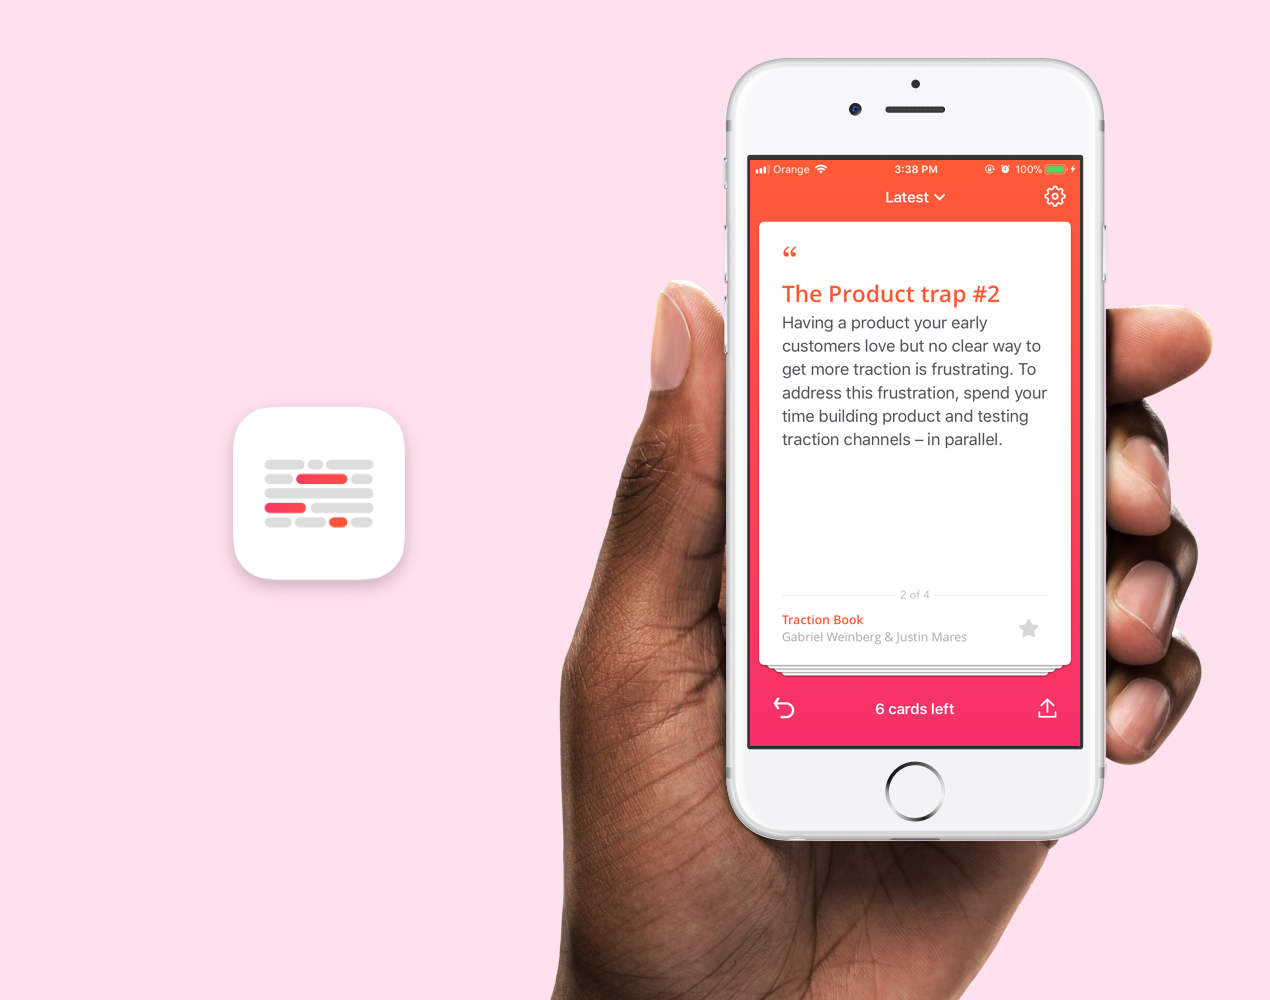 Orange 3:38 PM 100%
Latest
“
The Product trap #2
Having a product your early
customers love but no clear way to
get more traction is frustrating. To
address this frustration, spend your
time building product and testing
traction channels – in parallel.
2 of 4
Traction Book
Gabriel Weinberg & Justin Mares
6 cards left